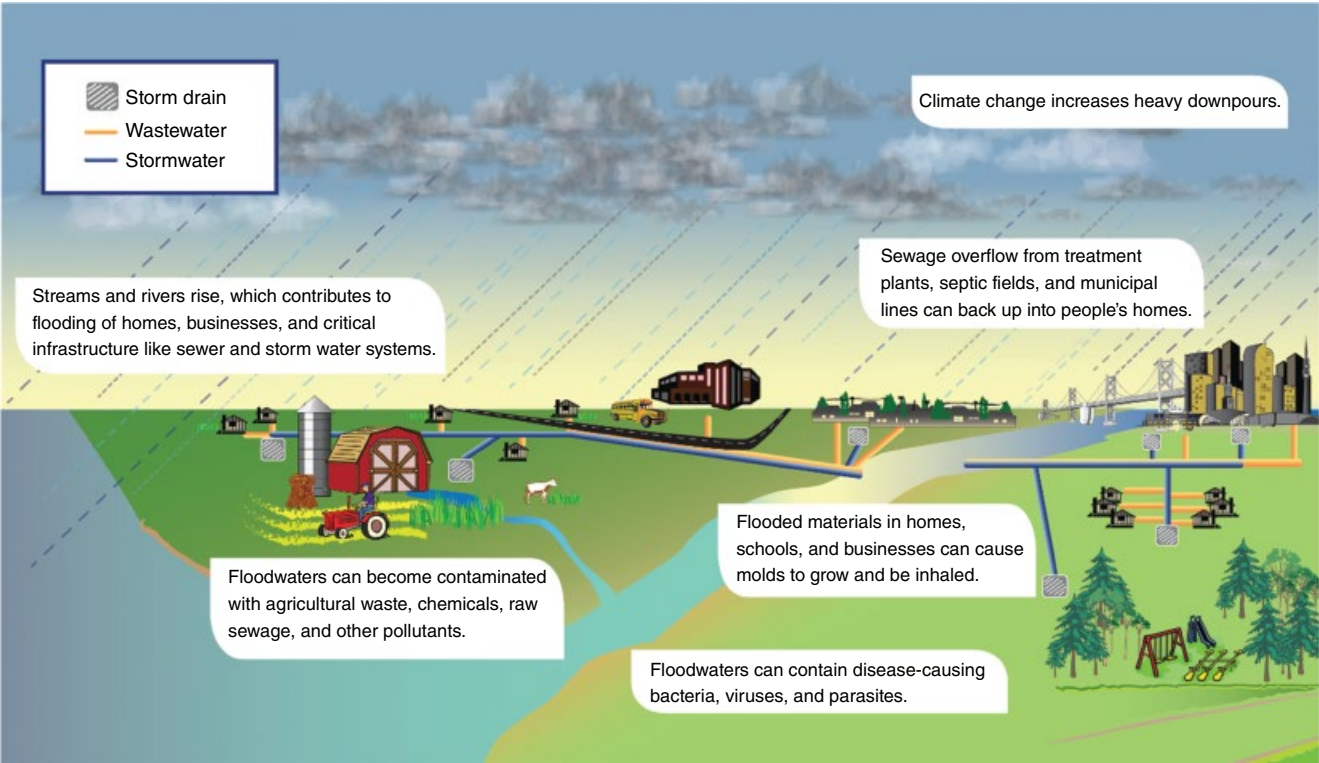 Storm drain
Wastewater
Stormwater
Climate change increases heavy downpours.
Sewage overflow from treatment
plants, septic fields, and municipal
lines can back up into people’s homes.
Streams and rivers rise, which contributes to
flooding of homes, businesses, and critical
infrastructure like sewer and storm water systems.
Flooded materials in homes,
schools, and businesses can cause
molds to grow and be inhaled.
Floodwaters can become contaminated
with agricultural waste, chemicals, raw
sewage, and other pollutants.
Floodwaters can contain disease-causing
bacteria, viruses, and parasites.